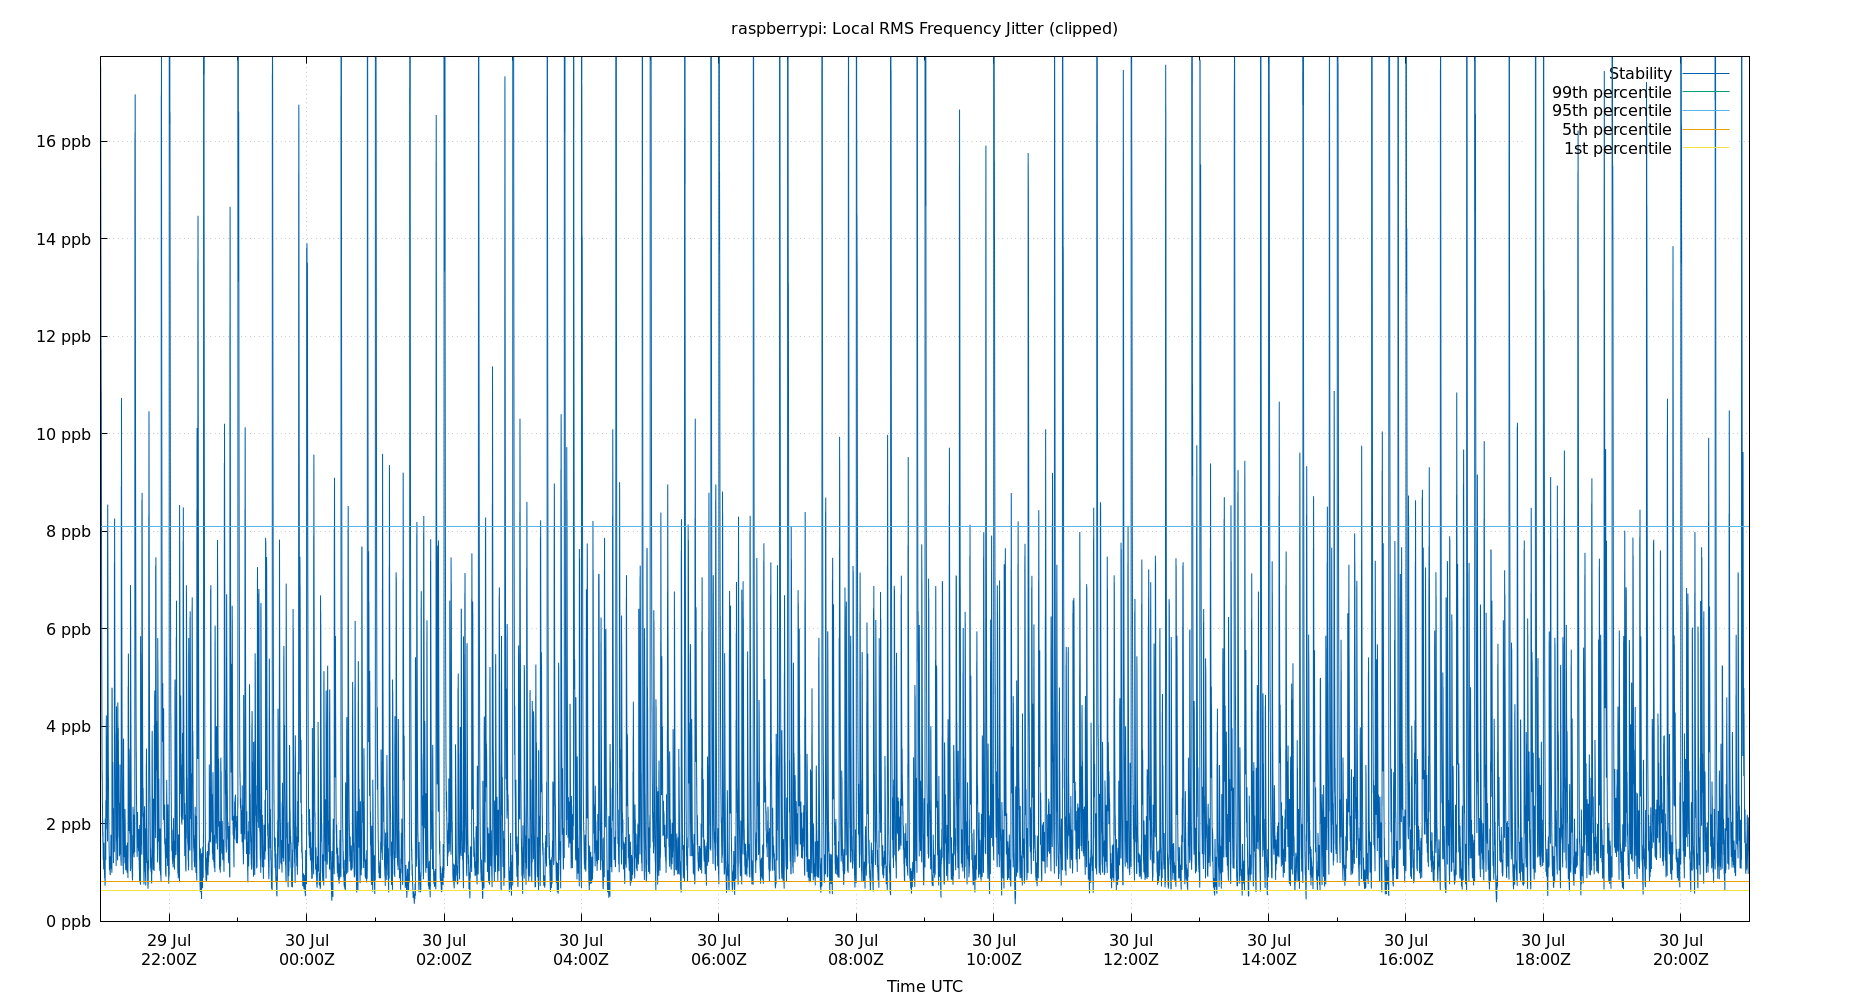 raspberrypi: Local RMS Frequency Jitter (clipped)
Stability
99th percentile
95th percentile
5th percentile
1st percentile
16 ppb
14 ppb
12 ppb
10 ppb
8 ppb
6 ppb
4 ppb
2 ppb
0 ppb
29 Jul 30 Jul 30 Jul 30 Jul 30 Jul 30 Jul 30 Jul 30 Jul 30 Jul 30 Jul 30 Jul 30 Jul
22:00Z 00:00Z 02:00Z 04:00Z 06:00Z 08:00Z 10:00Z 12:00Z 14:00Z 16:00Z 18:00Z 20:00Z
Time UTC